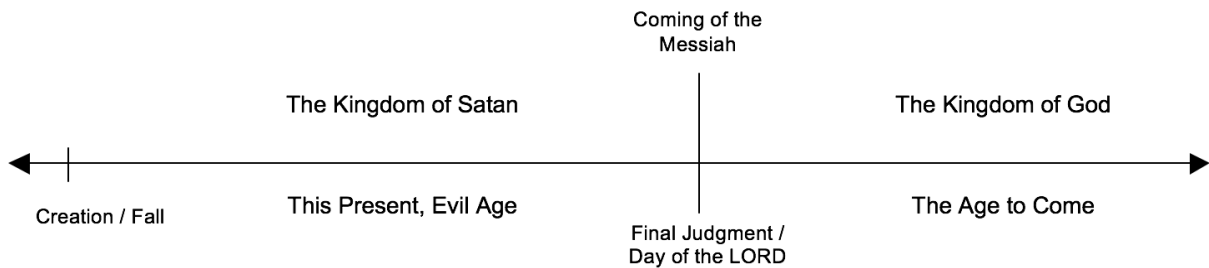 Coming of the
Messiah
The Kingdom of Satan
The Kingdom of God
Creation / Fall
This Present, Evil Age
The Age to Come
Final Judgment /
Day of the LORD